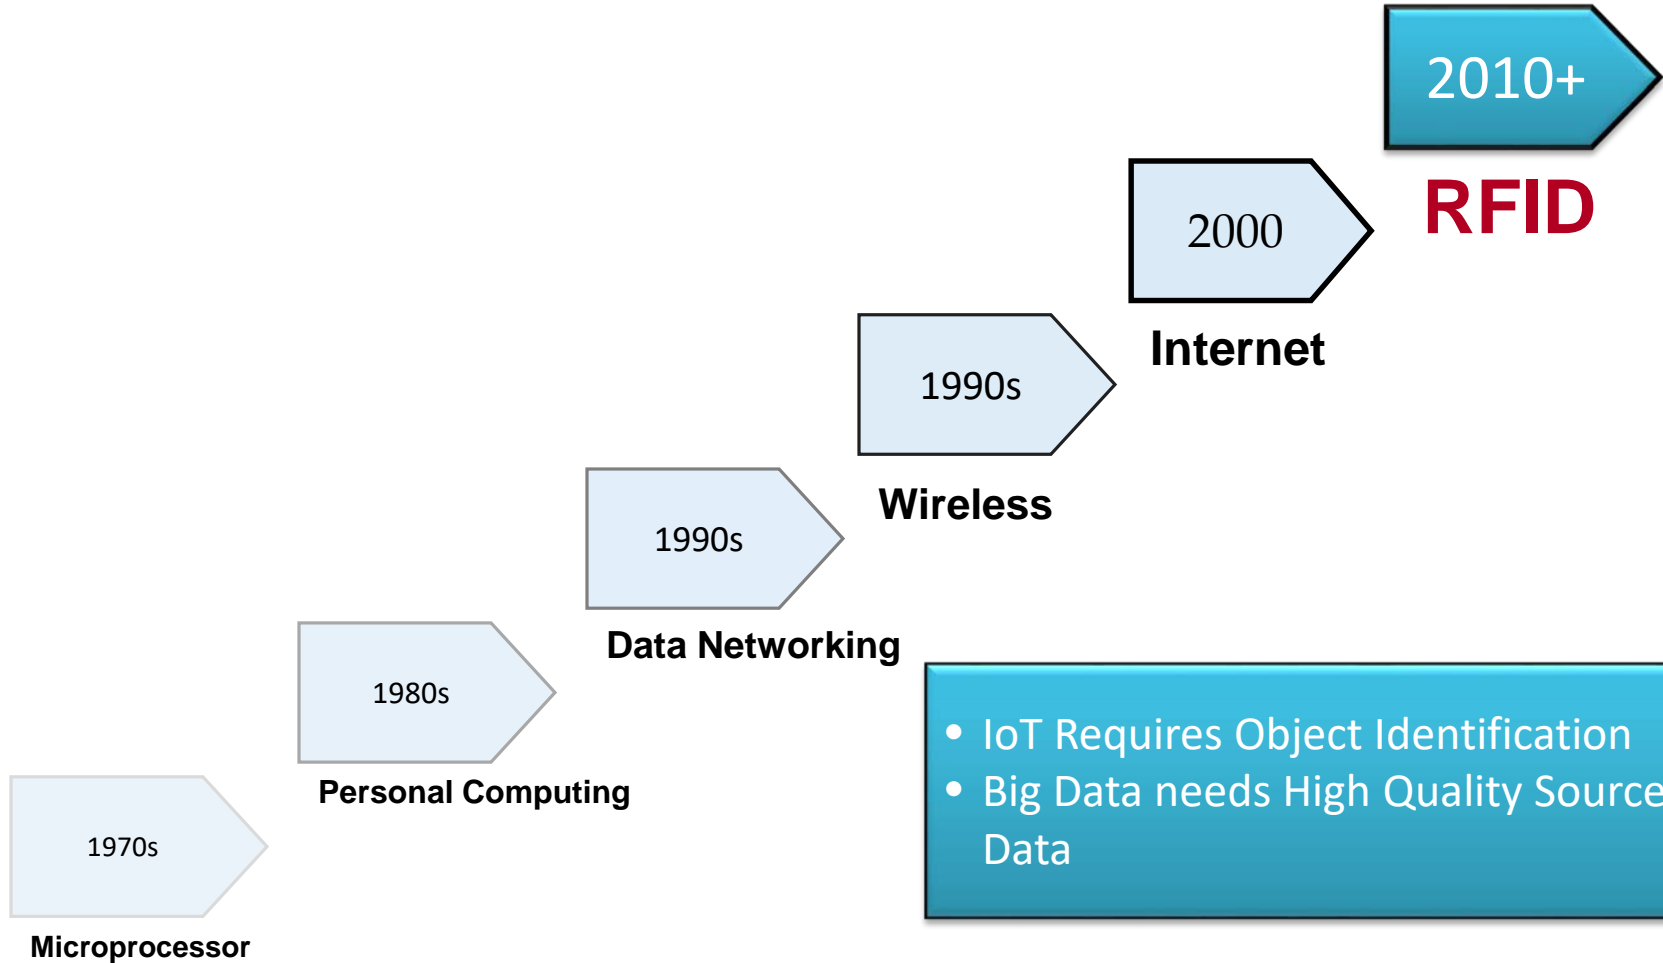 2010+
RFID
2000
Internet
1990s
Wireless
1990s
Data Networking
1980s
Personal Computing
1970s
Microprocessor
• IoT Requires Object Identification
• Big Data needs High Quality Source
Data